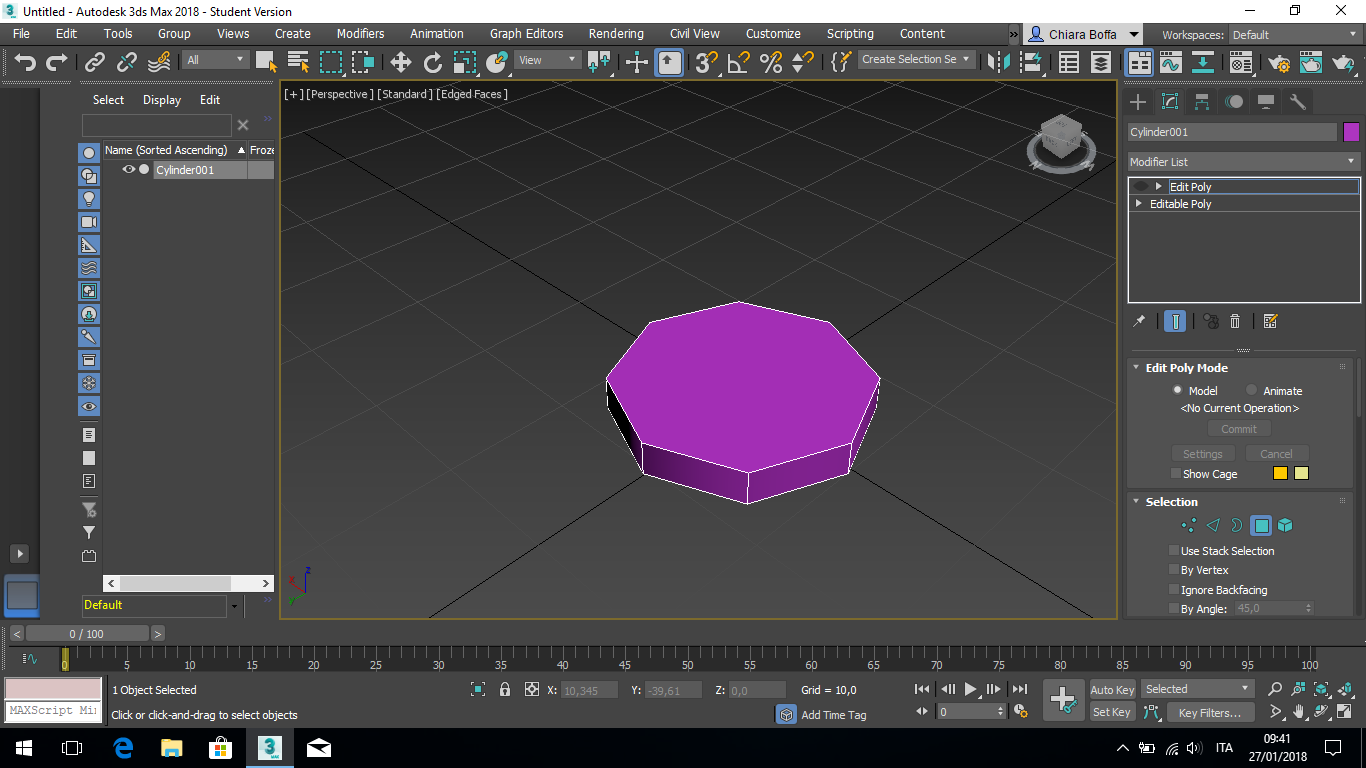 Untitled - Autodesk 3ds Max 2018 - Student Version
File Edit Tools Group Views Create Modifiers Animation Graph Editors Rendering Civil View Customize Scripting Content » Chiara Boffa Workspaces: Default
All View Create Selection Se
Select Display Edit
[+] [Perspective] [Standard] [Edged Faces]
Name (Sorted Ascending) Froze
Cylinder001
Cylinder001
Modifier List
Edit Poly
Editable Poly
Edit Poly Mode
Model Animate
<No Current Operation>
Commit
Settings Cancel
Show Cage
Selection
Use Stack Selection
By Vertex
Ignore Backfacing
By Angle: 45,0
z
x
y
Default
< 0 / 100 >
0 5 10 15 20 25 30 35 40 45 50 55 60 65 70 75 80 85 90 95 100
1 Object Selected X: 10,345 Y: -39,61 Z: 0,0 Grid = 10,0 Auto Key Selected
MAXScript Mi
Click or click-and-drag to select objects Add Time Tag 0 Set Key Key Filters...
ITA
09:41
27/01/2018